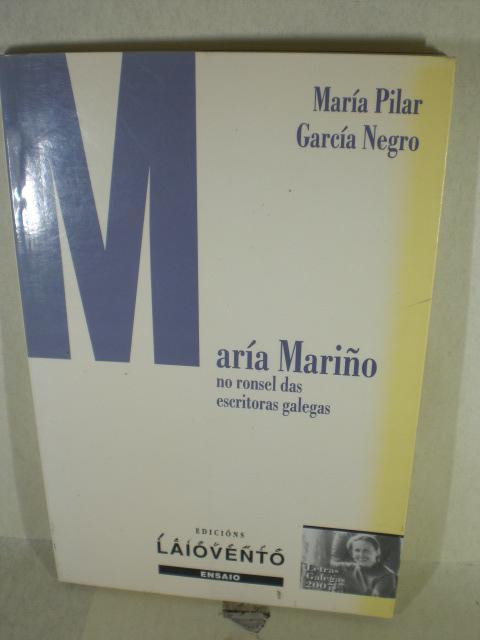 María Pilar
García Negro
María Mariño
no ronsel das
escritoras galegas
EDICIÓNS
LAIOVENTO
ENSAIO
Letras
Galegas
2007